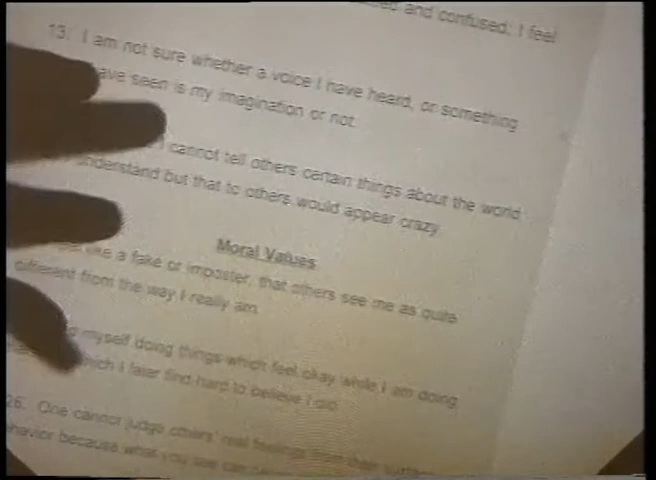 and confused; I feel
13. I am not sure whether a voice I have heard, or something
have seen is my imagination or not.
I cannot tell others certain things about the world
understand but that to others would appear crazy.
Moral Values
like a fake or imposter, that others see me as quite
different from the way I really am.
myself doing things which feel okay while I am doing
which I later find hard to believe I did.
26. One cannot judge others' real feelings from their
behavior because what you see can